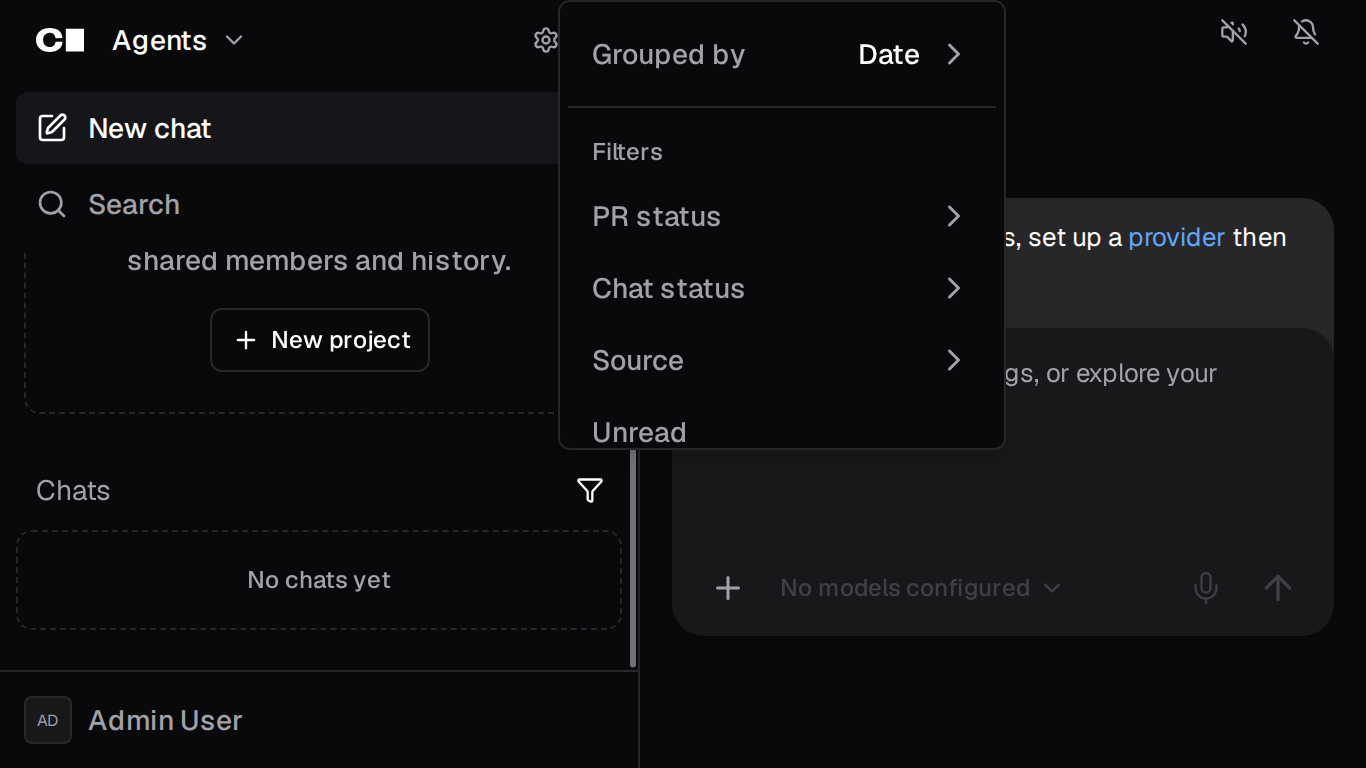 Agents
New chat
Search
shared members and history.
New project
Chats
No chats yet
AD
Admin User
Grouped by Date
Filters
PR status
Chat status
Source
Unread
set up a provider then
or explore your
No models configured